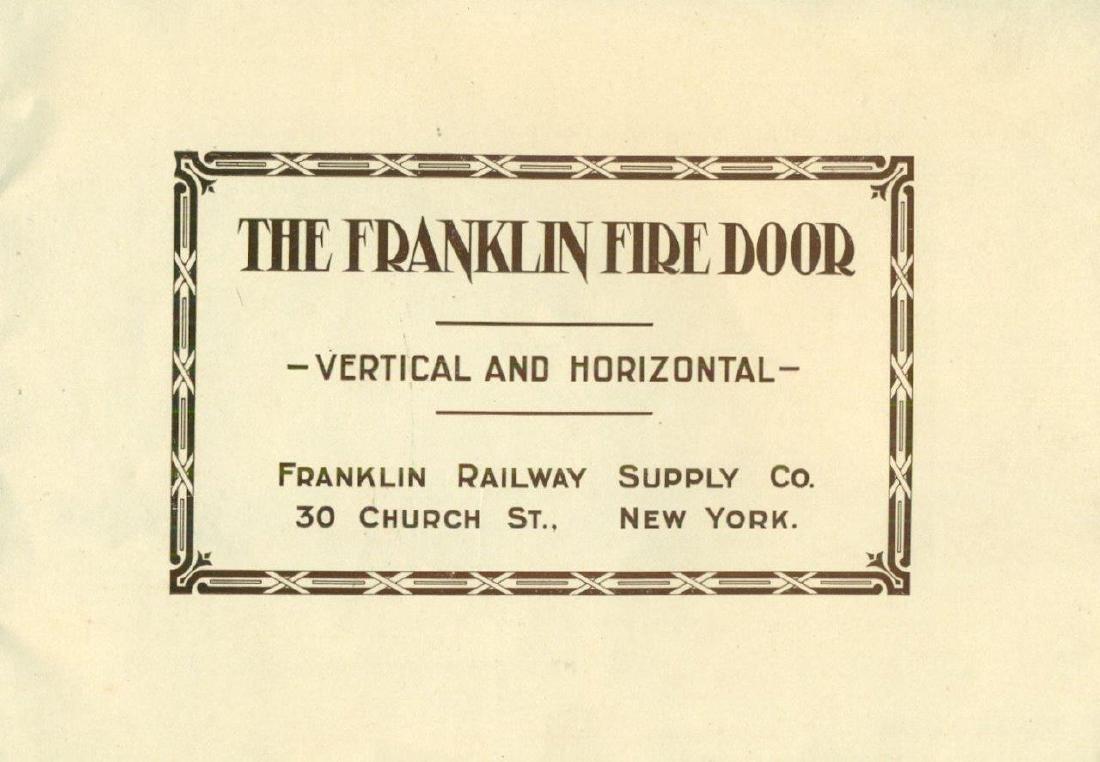 THE FRANKLIN FIRE DOOR
–VERTICAL AND HORIZONTAL–
FRANKLIN RAILWAY SUPPLY CO.
30 CHURCH ST., NEW YORK.